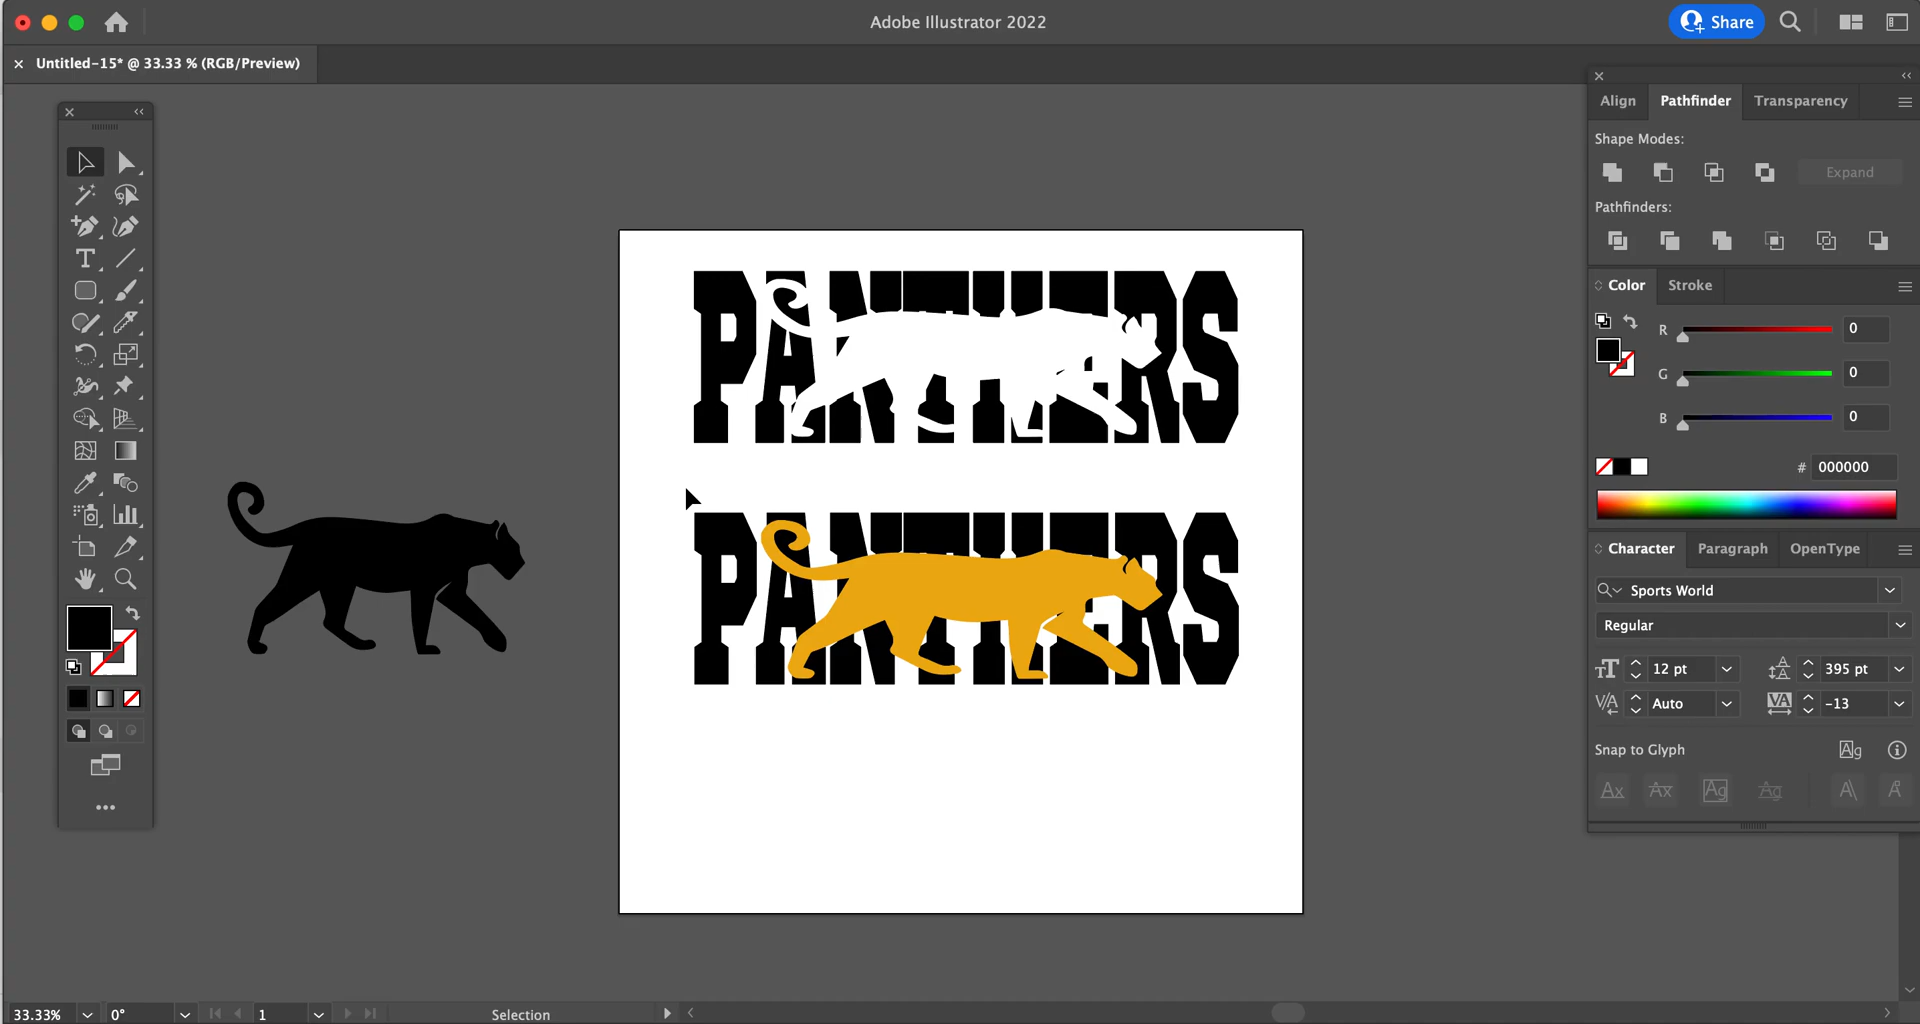 Adobe Illustrator 2022
Share
× Untitled-15* @ 33.33 % (RGB/Preview)
Align Pathfinder Transparency
Shape Modes:
Expand
Pathfinders:
Color Stroke
R 0
G 0
B 0
# 000000
Character Paragraph OpenType
Sports World
Regular
12 pt 395 pt
Auto -13
Snap to Glyph
PANTHERS
PANTHERS
33.33% 0° 1 Selection